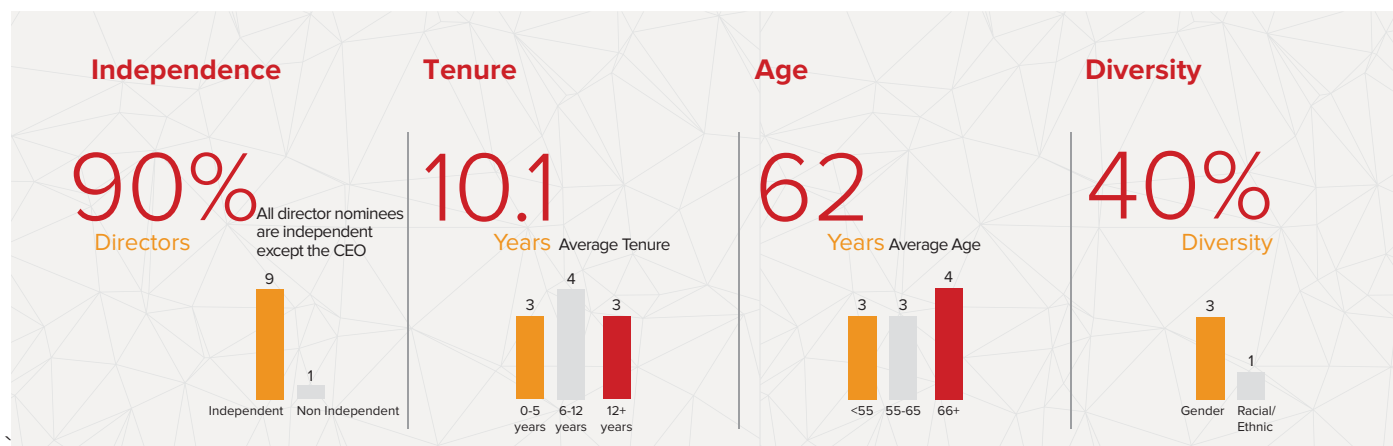 Independence
90%
Directors
All director nominees
are independent
except the CEO
9
1
Independent
Non Independent
Tenure
10.1
Years Average Tenure
3
4
3
0-5
years
6-12
years
12+
years
Age
62
Years Average Age
3
3
4
<55
55-65
66+
Diversity
40%
Diversity
3
1
Gender
Racial/
Ethnic
`